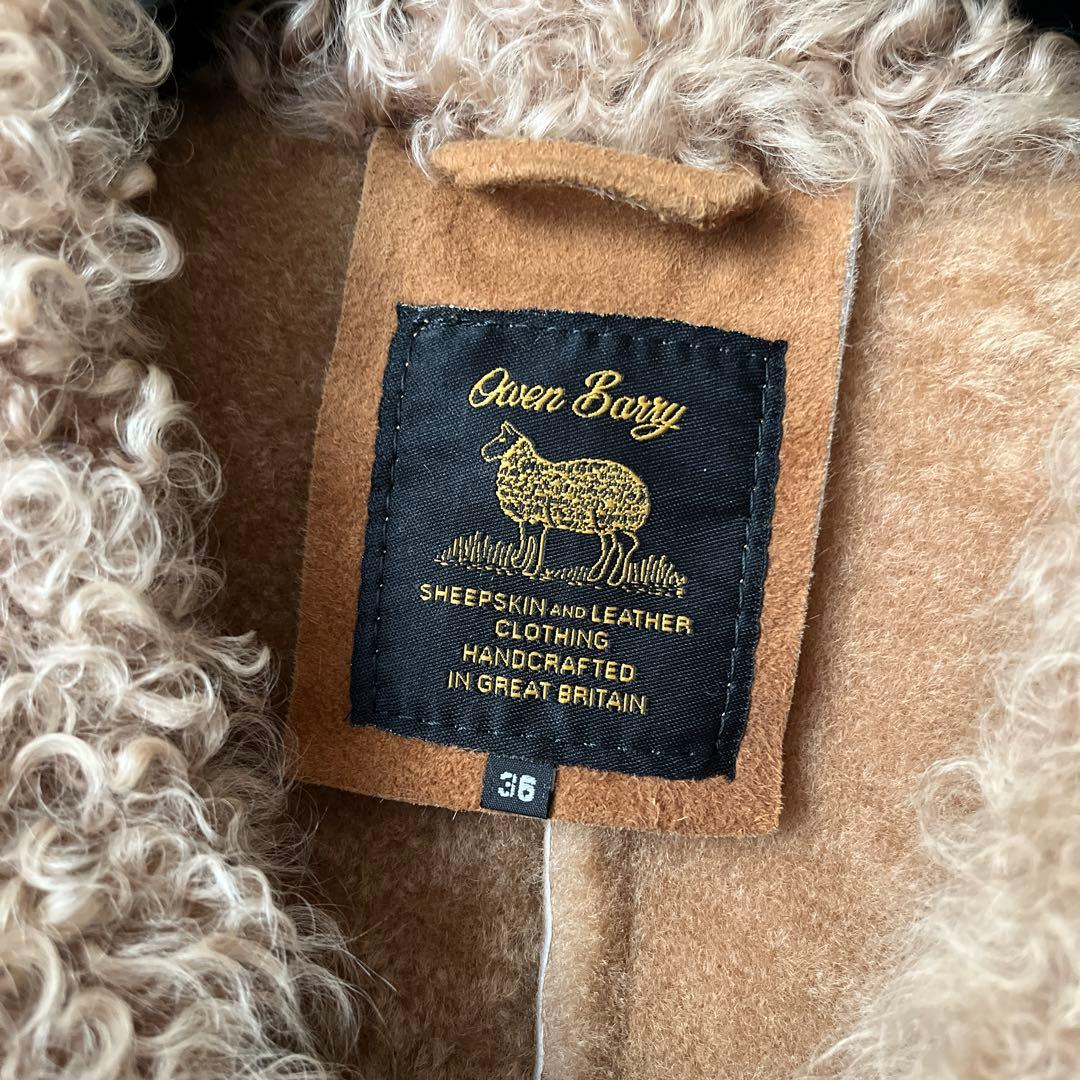 Owen Barry
SHEEPSKIN AND LEATHER
CLOTHING
HANDCRAFTED
IN GREAT BRITAIN
36